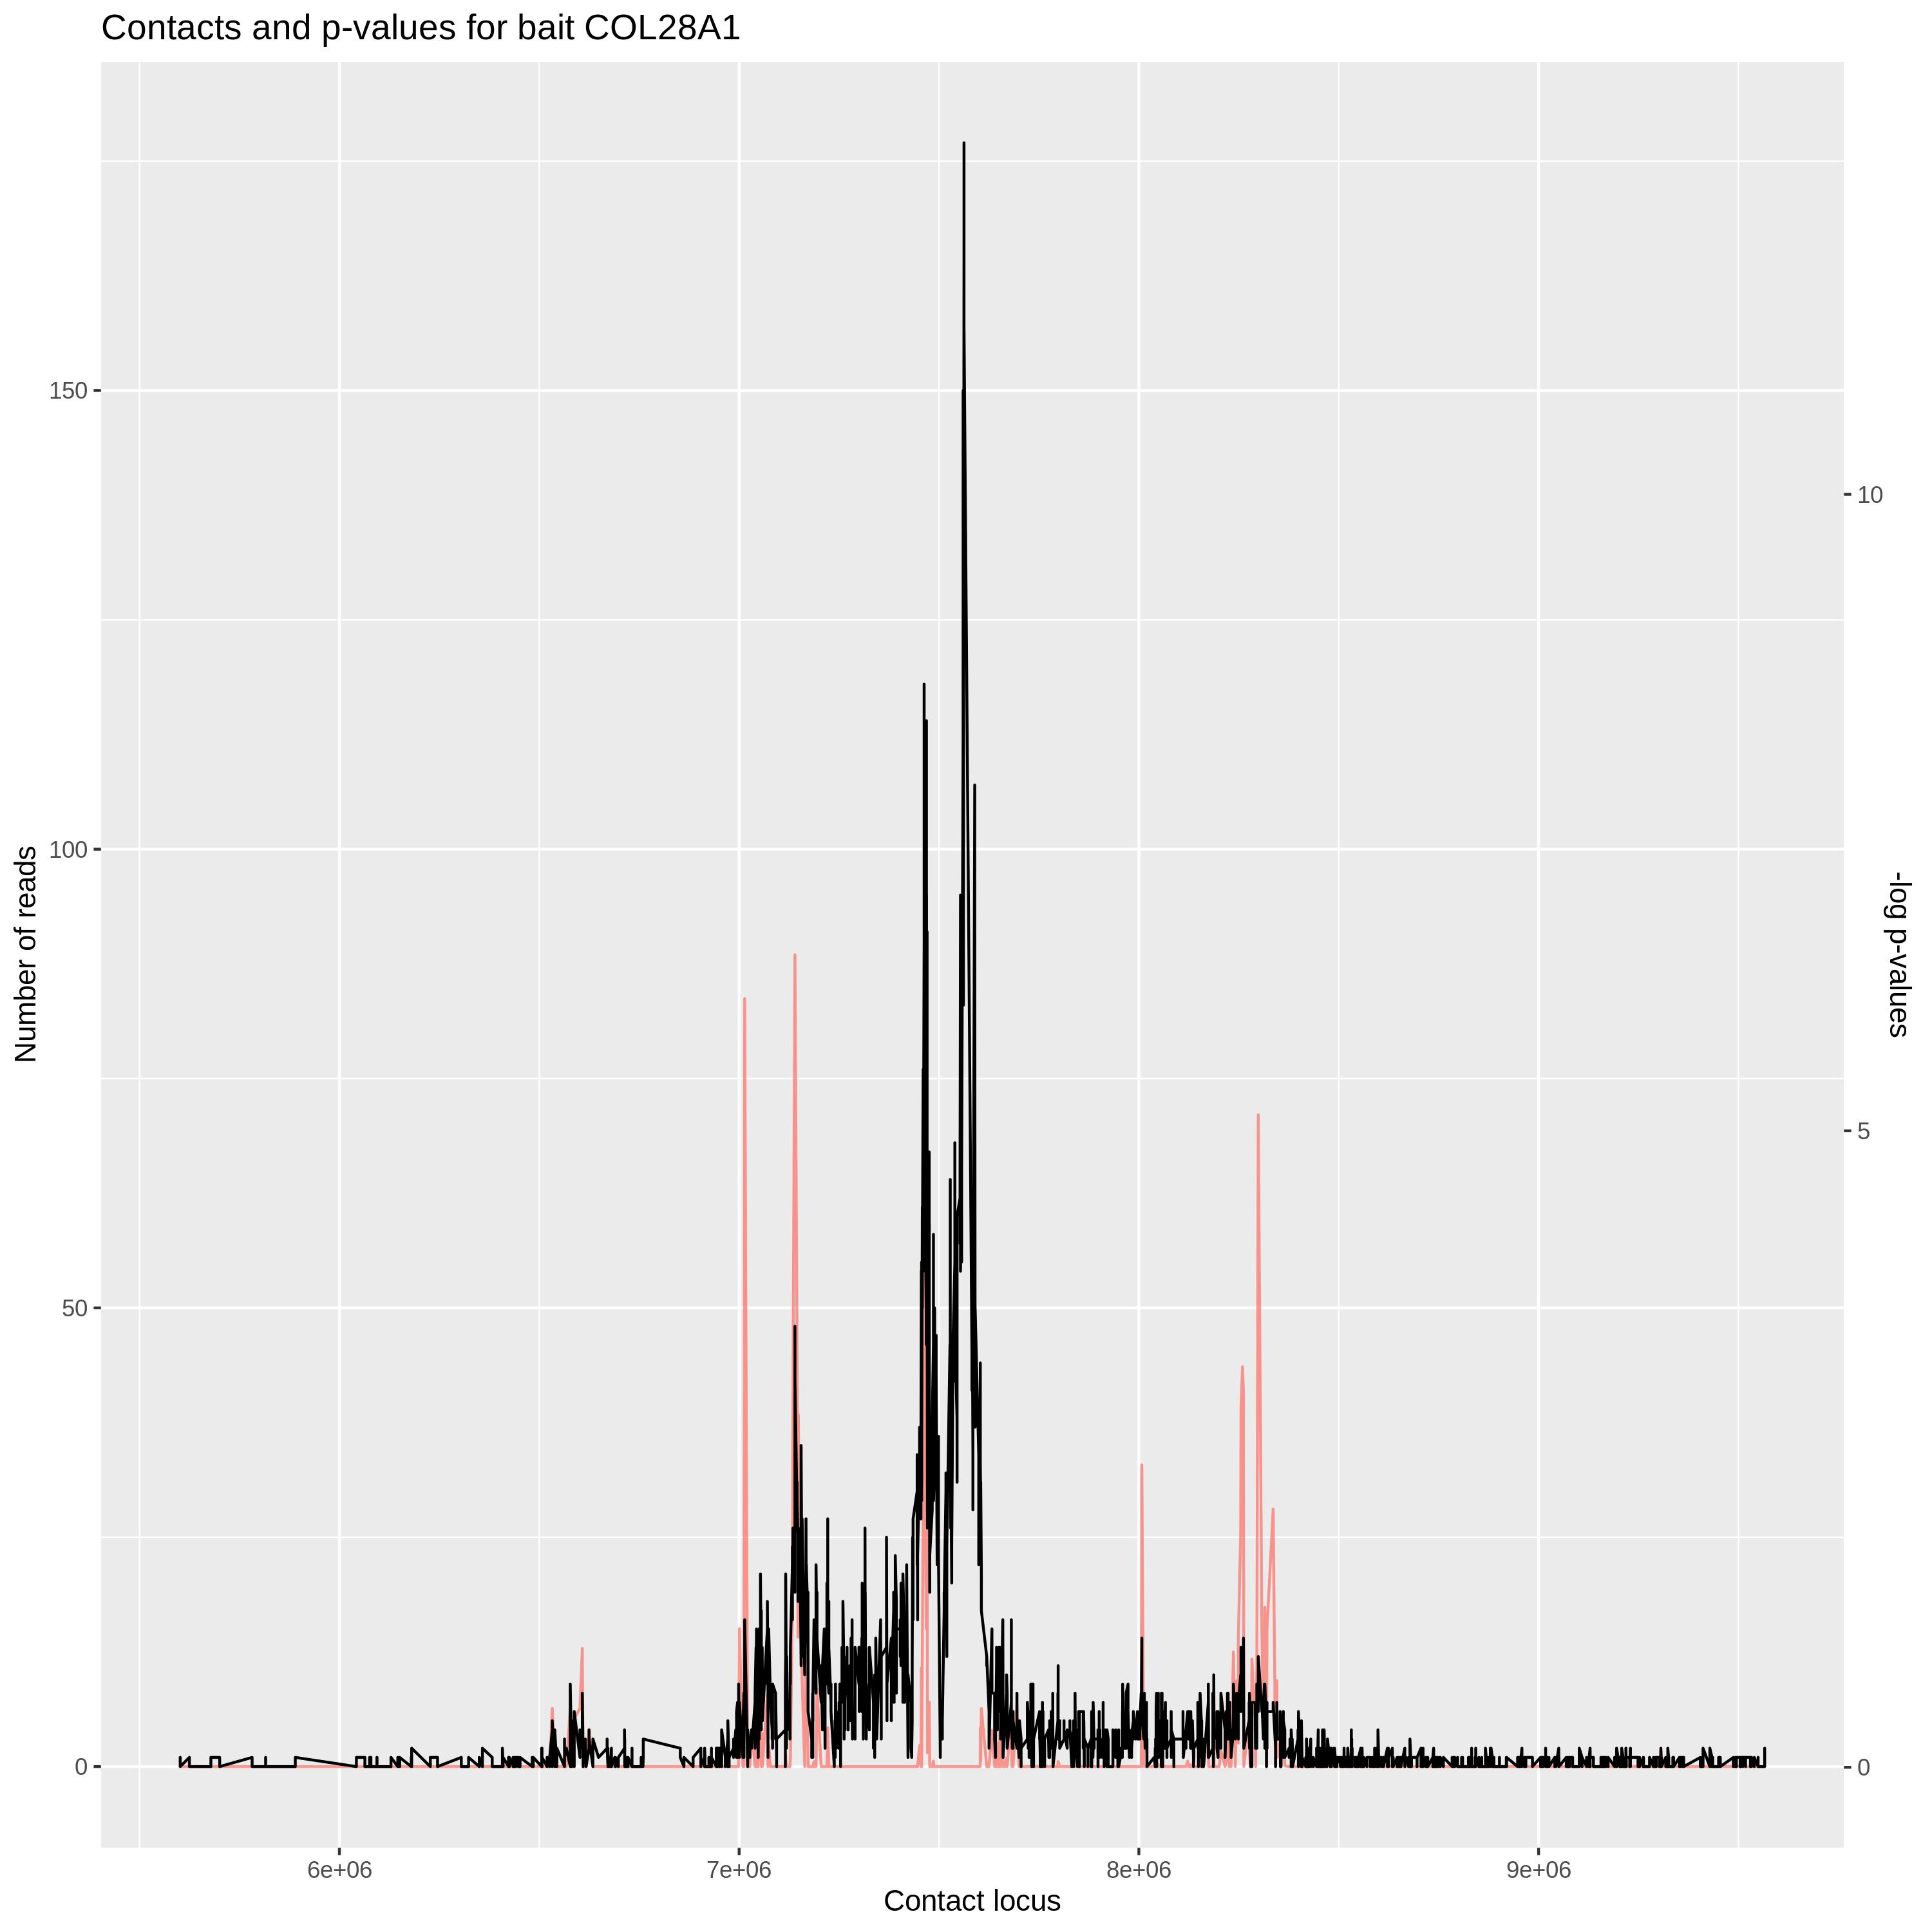 Contacts and p-values for bait COL28A1
150
100
50
0
Number of reads
10
5
0
-log p-values
6e+06
7e+06
8e+06
9e+06
Contact locus